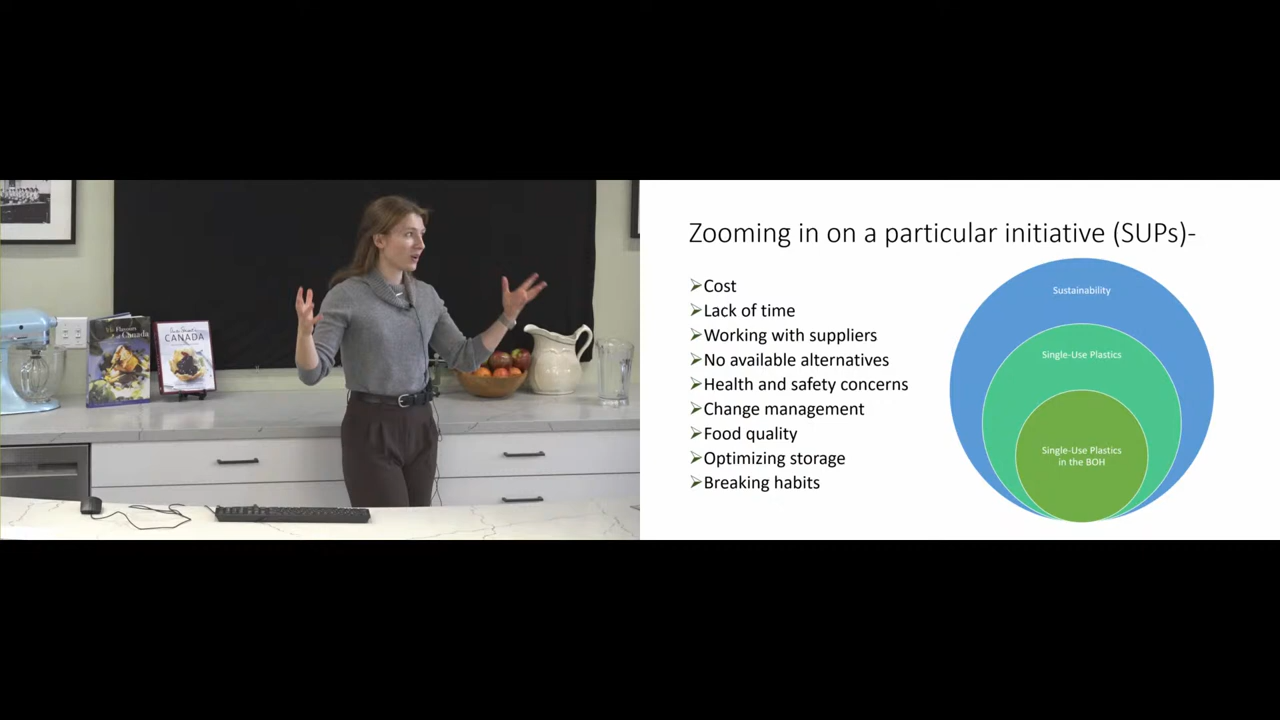 Flavours
of Canada
CANADA
Zooming in on a particular initiative (SUPs)-
Cost
Lack of time
Working with suppliers
No available alternatives
Health and safety concerns
Change management
Food quality
Optimizing storage
Breaking habits
Sustainability
Single-Use Plastics
Single-Use Plastics
in the BOH